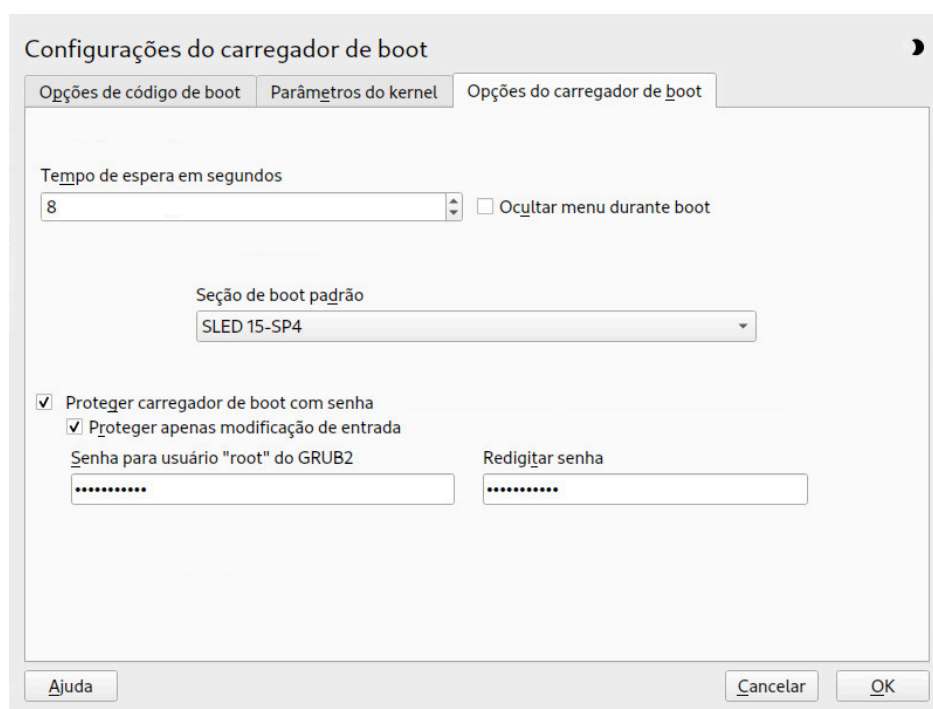 Configurações do carregador de boot
Opções de código de boot Parâmetros do kernel Opções do carregador de boot
Tempo de espera em segundos
8 Ocultar menu durante boot
Seção de boot padrão
SLED 15-SP4
Proteger carregador de boot com senha
Proteger apenas modificação de entrada
Senha para usuário "root" do GRUB2 Redigitar senha
••••••••••• •••••••••••
Ajuda Cancelar OK